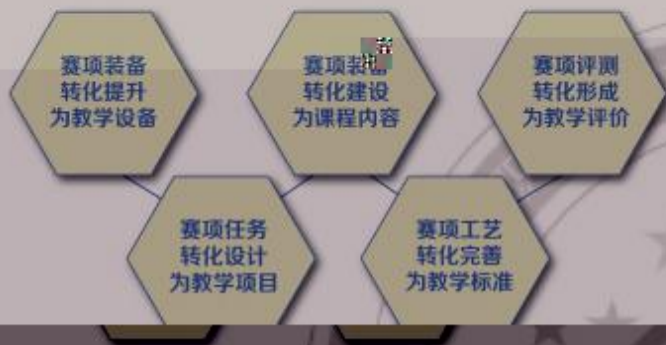 赛项装备
转化提升
为教学设备
赛项装
转化建设
为课程内容
赛项评测
转化形成
为教学评价
赛项任务
转化设计
为教学项目
赛项工艺
转化完善
为教学标准